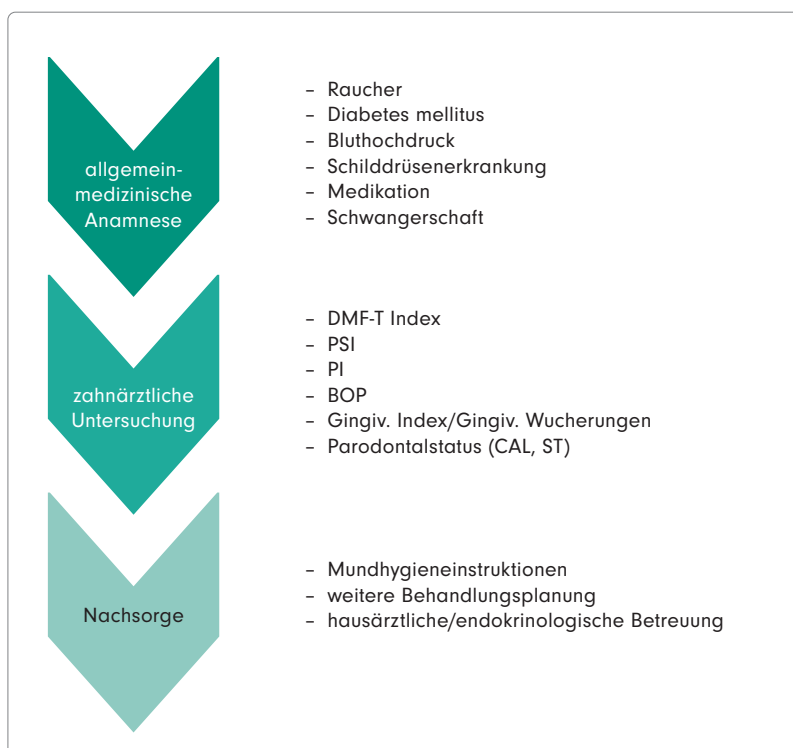 allgemein-
medizinische
Anamnese
– Raucher
– Diabetes mellitus
– Bluthochdruck
– Schilddrüsenerkrankung
– Medikation
– Schwangerschaft
zahnärztliche
Untersuchung
– DMF-T Index
– PSI
– PI
– BOP
– Gingiv. Index/Gingiv. Wucherungen
– Parodontalstatus (CAL, ST)
Nachsorge
– Mundhygieneinstruktionen
– weitere Behandlungsplanung
– hausärztliche/endokrinologische Betreuung